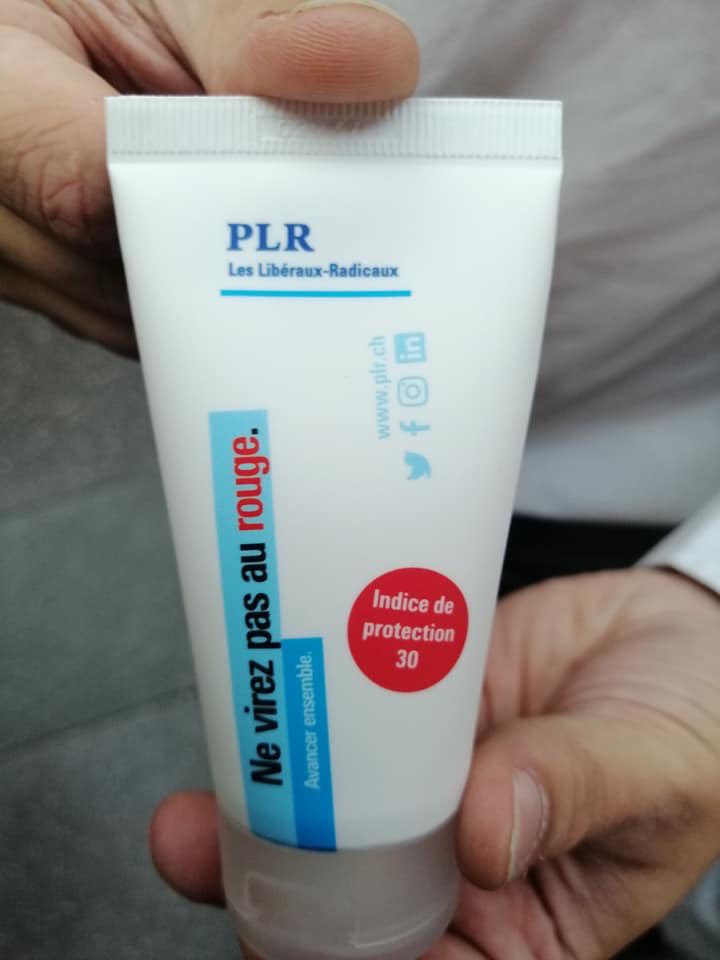 PLR
Les Libéraux-Radicaux
www.plr.ch
Ne virez pas au rouge.
Avancer ensemble.
Indice de
protection
30